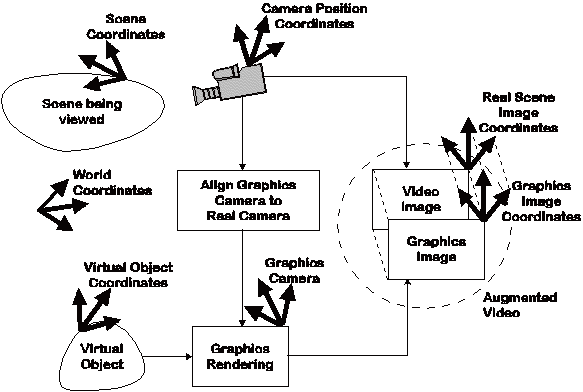 Scene
Coordinates
Camera Position
Coordinates
Scene being
viewed
Real Scene
Image
Coordinates
World
Coordinates
Align Graphics
Camera to
Real Camera
Video
Image
Graphics
Image
Coordinates
Graphics
Image
Virtual Object
Coordinates
Graphics
Camera
Augmented
Video
Virtual
Object
Graphics
Rendering